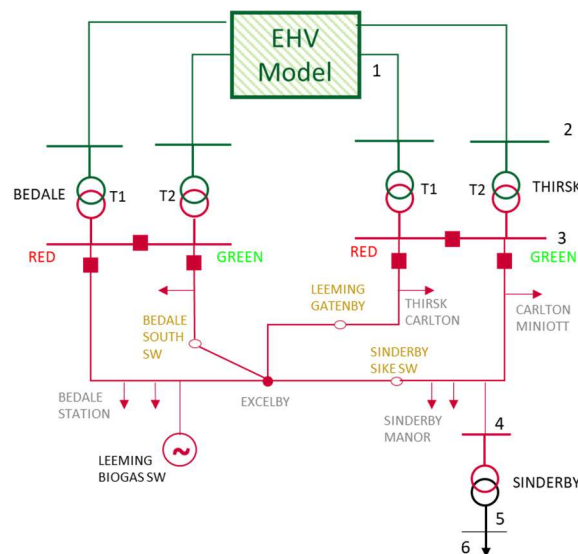 EHV
Model
1
2
BEDALE
T1
T2
T1
T2
THIRSK
3
RED
GREEN
RED
GREEN
LEEMING
GATENBY
THIRSK
CARLTON
CARLTON
MINIOTT
BEDALE
SOUTH
SW
SINDERBY
SIKE SW
BEDALE
STATION
EXCELBY
SINDERBY
MANOR
4
LEEMING
BIOGAS SW
SINDERBY
5
6